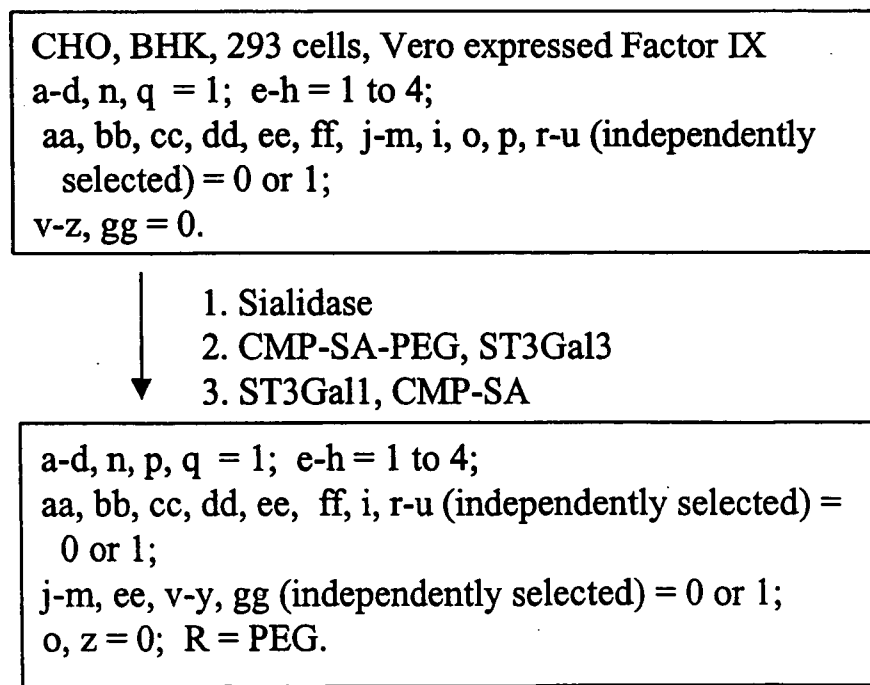 CHO, BHK, 293 cells, Vero expressed Factor IX
a-d, n, q = 1; e-h = 1 to 4;
aa, bb, cc, dd, ee, ff, j-m, i, o, p, r-u (independently
selected) = 0 or 1;
v-z, gg = 0.
1. Sialidase
2. CMP-SA-PEG, ST3Gal3
3. ST3Gal1, CMP-SA
a-d, n, p, q = 1; e-h = 1 to 4;
aa, bb, cc, dd, ee, ff, i, r-u (independently selected) =
0 or 1;
j-m, ee, v-y, gg (independently selected) = 0 or 1;
o, z = 0; R = PEG.